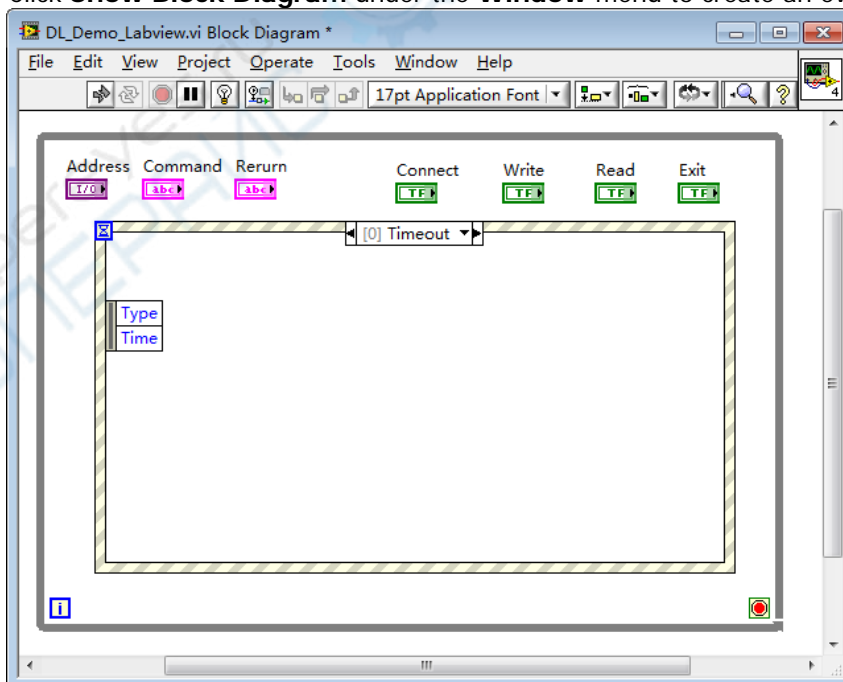 Click Show Block Diagram under the Window menu to create an ev
DL_Demo_Labview.vi Block Diagram *
File Edit View Project Operate Tools Window Help
17pt Application Font
4
Address Command Rerurn Connect Write Read Exit
I/O abc abc TF TF TF TF
[0] Timeout
Type
Time
i